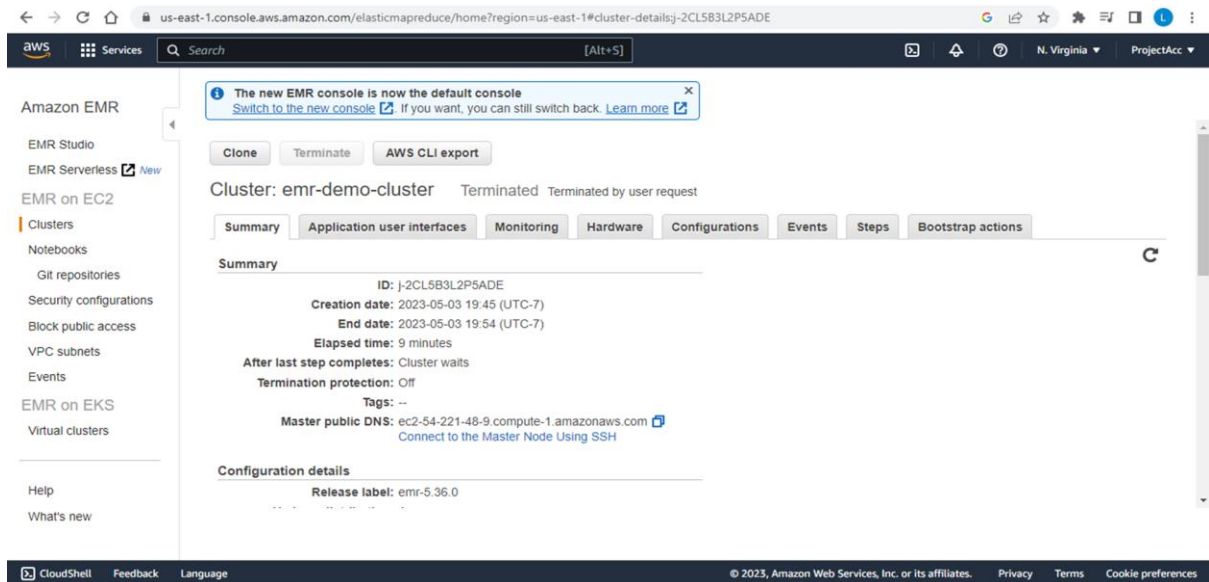 us-east-1.console.aws.amazon.com/elasticmapreduce/home?region=us-east-1#cluster-details:j-2CL5B3L2P5ADE
G
L
aws Services Search [Alt+S] N. Virginia ProjectAcc
Amazon EMR
EMR Studio
EMR Serverless New
EMR on EC2
Clusters
Notebooks
Git repositories
Security configurations
Block public access
VPC subnets
Events
EMR on EKS
Virtual clusters
Help
What's new
The new EMR console is now the default console
Switch to the new console. If you want, you can still switch back. Learn more
Clone Terminate AWS CLI export
Cluster: emr-demo-cluster Terminated Terminated by user request
Summary Application user interfaces Monitoring Hardware Configurations Events Steps Bootstrap actions
Summary
ID: j-2CL5B3L2P5ADE
Creation date: 2023-05-03 19:45 (UTC-7)
End date: 2023-05-03 19:54 (UTC-7)
Elapsed time: 9 minutes
After last step completes: Cluster waits
Termination protection: Off
Tags: --
Master public DNS: ec2-54-221-48-9.compute-1.amazonaws.com
Connect to the Master Node Using SSH
Configuration details
Release label: emr-5.36.0
CloudShell Feedback Language © 2023, Amazon Web Services, Inc. or its affiliates. Privacy Terms Cookie preferences